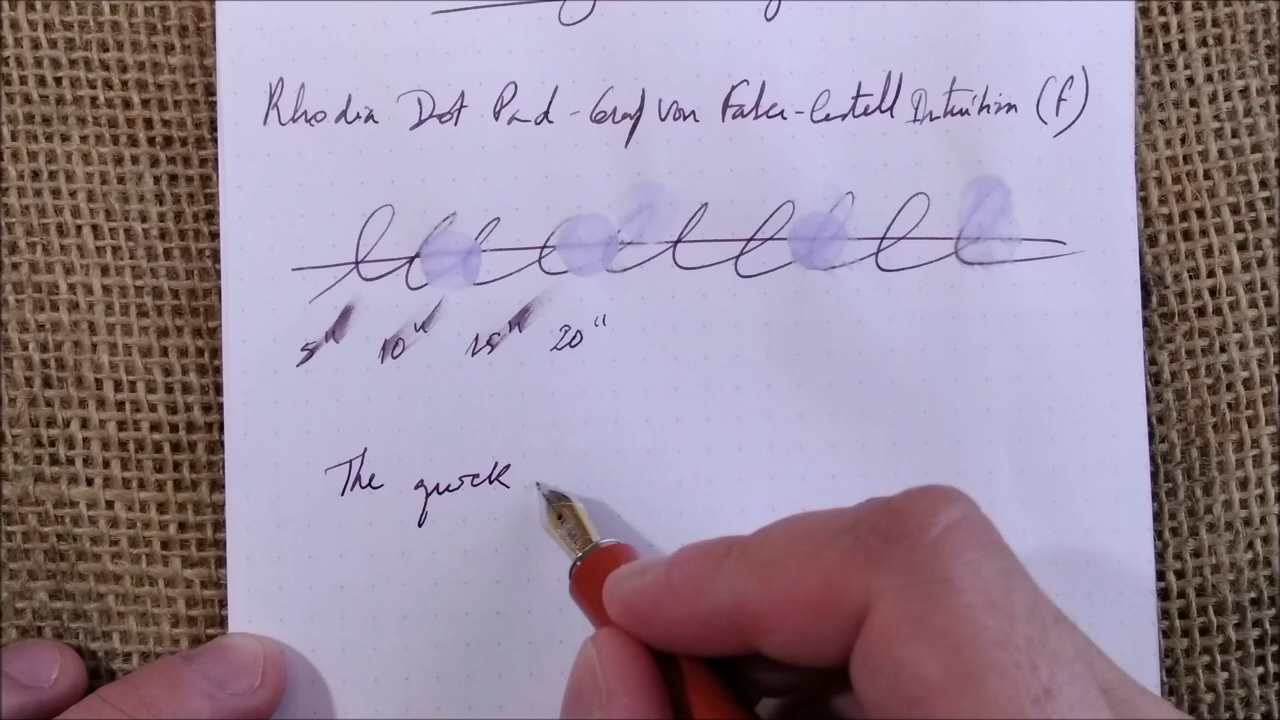 Rhodia Dot Pad - Graf von Faber-Castell Intuition (F)
5" 10" 15" 20"
The quick